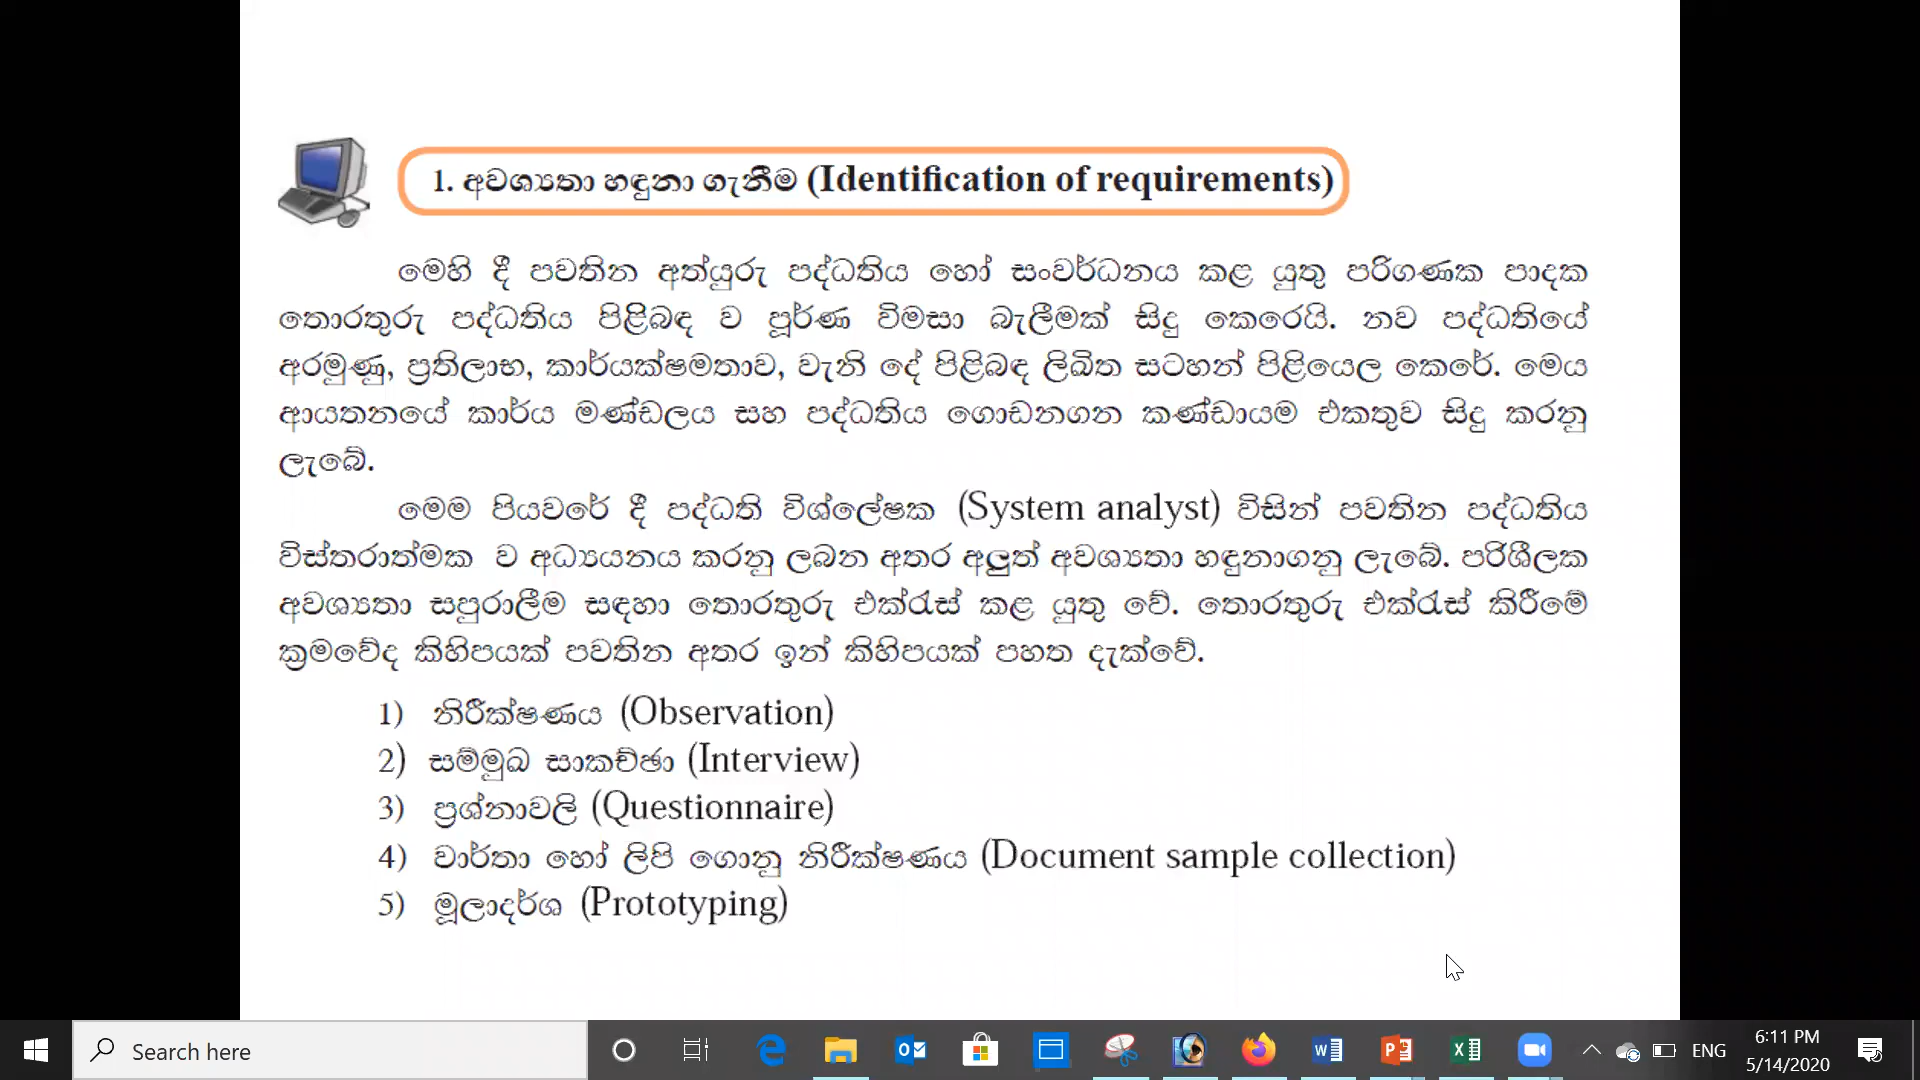 1. අවශ්‍යතා හඳුනා ගැනීම (Identification of requirements)
මෙහි දී පවතින අත්යුරු පද්ධතිය හෝ සංවර්ධනය කළ යුතු පරිගණක පාදක
තොරතුරු පද්ධතිය පිළිබඳ ව පූර්ණ විමසා බැලීමක් සිදු කෙරෙයි. නව පද්ධතියේ
අරමුණු, ප්‍රතිලාභ, කාර්යක්ෂමතාව, වැනි දේ පිළිබඳ ලිඛිත සටහන් පිළියෙල කෙරේ. මෙය
ආයතනයේ කාර්ය මණ්ඩලය සහ පද්ධතිය ගොඩනගන කණ්ඩායම එකතුව සිදු කරනු
ලැබේ.
මෙම පියවරේ දී පද්ධති විශ්ලේෂක (System analyst) විසින් පවතින පද්ධතිය
විස්තරාත්මක ව අධ්‍යයනය කරනු ලබන අතර අලුත් අවශ්‍යතා හඳුනාගනු ලැබේ. පරිශීලක
අවශ්‍යතා සපුරාලීම සඳහා තොරතුරු එක්රැස් කළ යුතු වේ. තොරතුරු එක්රැස් කිරීමේ
ක්‍රමවේද කිහිපයක් පවතින අතර ඉන් කිහිපයක් පහත දැක්වේ.
1) නිරීක්ෂණය (Observation)
2) සම්මුඛ සාකච්ඡා (Interview)
3) ප්‍රශ්නාවලි (Questionnaire)
4) වාර්තා හෝ ලිපි ගොනු නිරීක්ෂණය (Document sample collection)
5) මූලාදර්ශ (Prototyping)
Search here
ENG
6:11 PM
5/14/2020